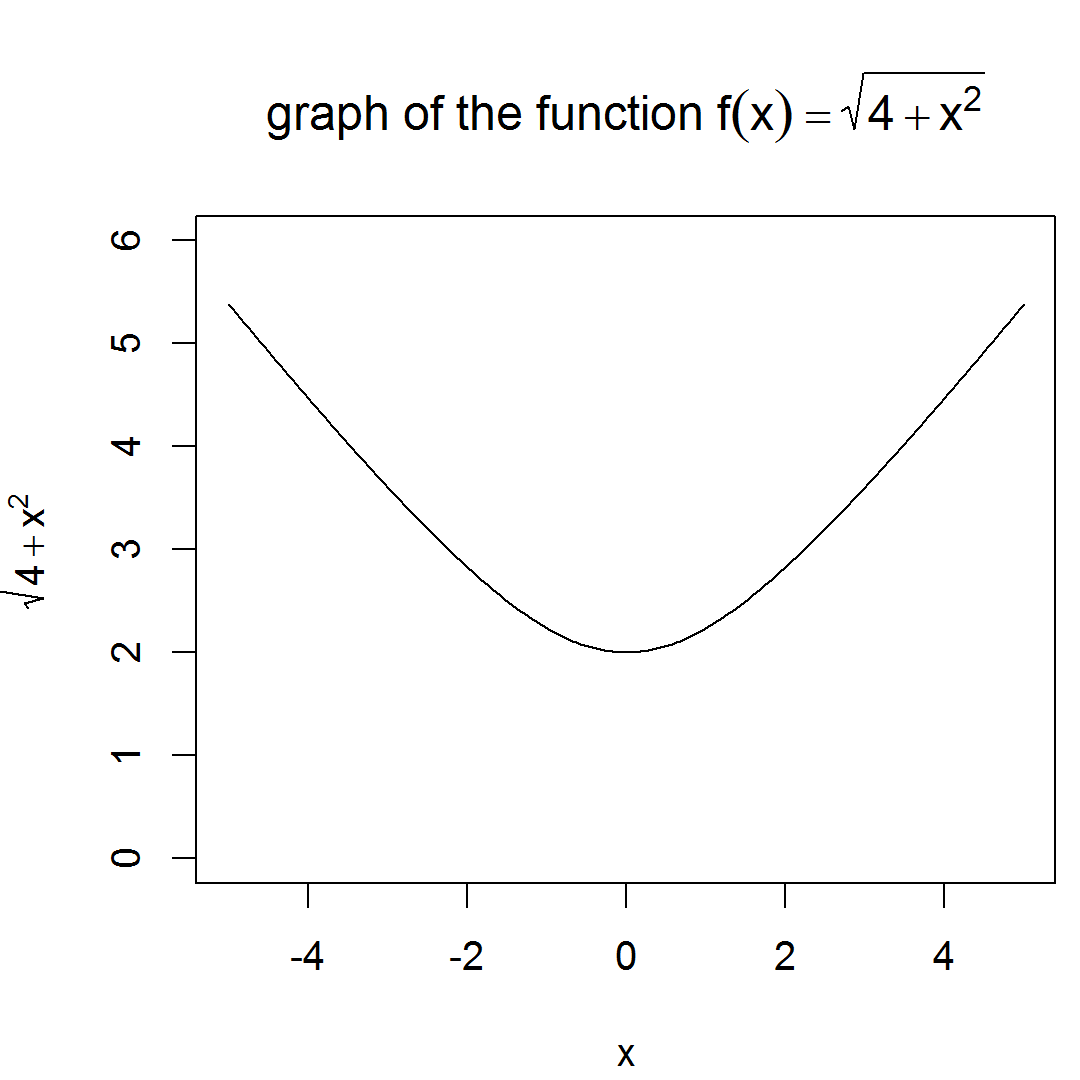 graph of the function f(x) = √4 + x²
6
5
4
3
2
1
0
√4 + x²
-4 -2 0 2 4
x